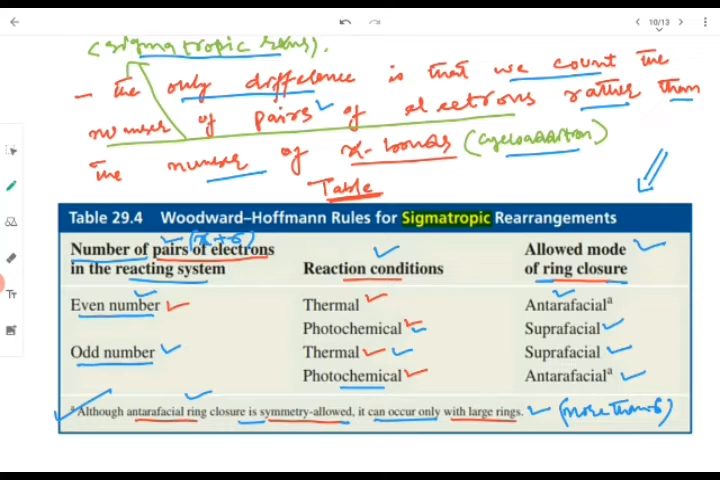 10/13
(sigmatropic rxns).
- The only difference is that we count the
number of pairs of electrons rather than
the number of π-bonds (cycloaddition)
Table
Table 29.4 Woodward–Hoffmann Rules for Sigmatropic Rearrangements
(π+σ)
Number of pairs of electrons
in the reacting system
Reaction conditions
Allowed mode
of ring closure
Even number Thermal Antarafacialᵃ
Photochemical Suprafacial
Odd number Thermal Suprafacial
Photochemical Antarafacialᵃ
ᵃ Although antarafacial ring closure is symmetry-allowed, it can occur only with large rings. (more than 6)
Tт